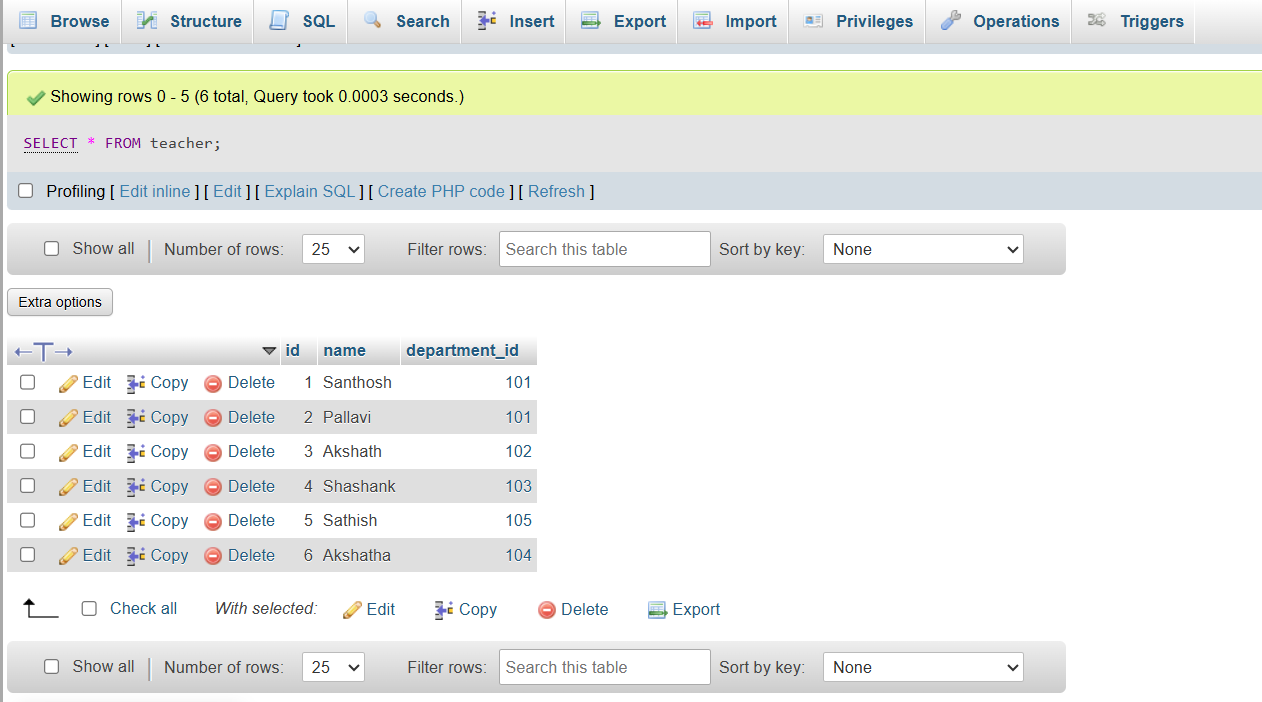 Browse Structure SQL Search Insert Export Import Privileges Operations Triggers
Showing rows 0 - 5 (6 total, Query took 0.0003 seconds.)
SELECT * FROM teacher;
Profiling [ Edit inline ] [ Edit ] [ Explain SQL ] [ Create PHP code ] [ Refresh ]
Show all | Number of rows: 25 Filter rows: Search this table Sort by key: None
Extra options
←T→ id name department_id
Edit Copy Delete 1 Santhosh 101
Edit Copy Delete 2 Pallavi 101
Edit Copy Delete 3 Akshath 102
Edit Copy Delete 4 Shashank 103
Edit Copy Delete 5 Sathish 105
Edit Copy Delete 6 Akshatha 104
Check all With selected: Edit Copy Delete Export
Show all | Number of rows: 25 Filter rows: Search this table Sort by key: None